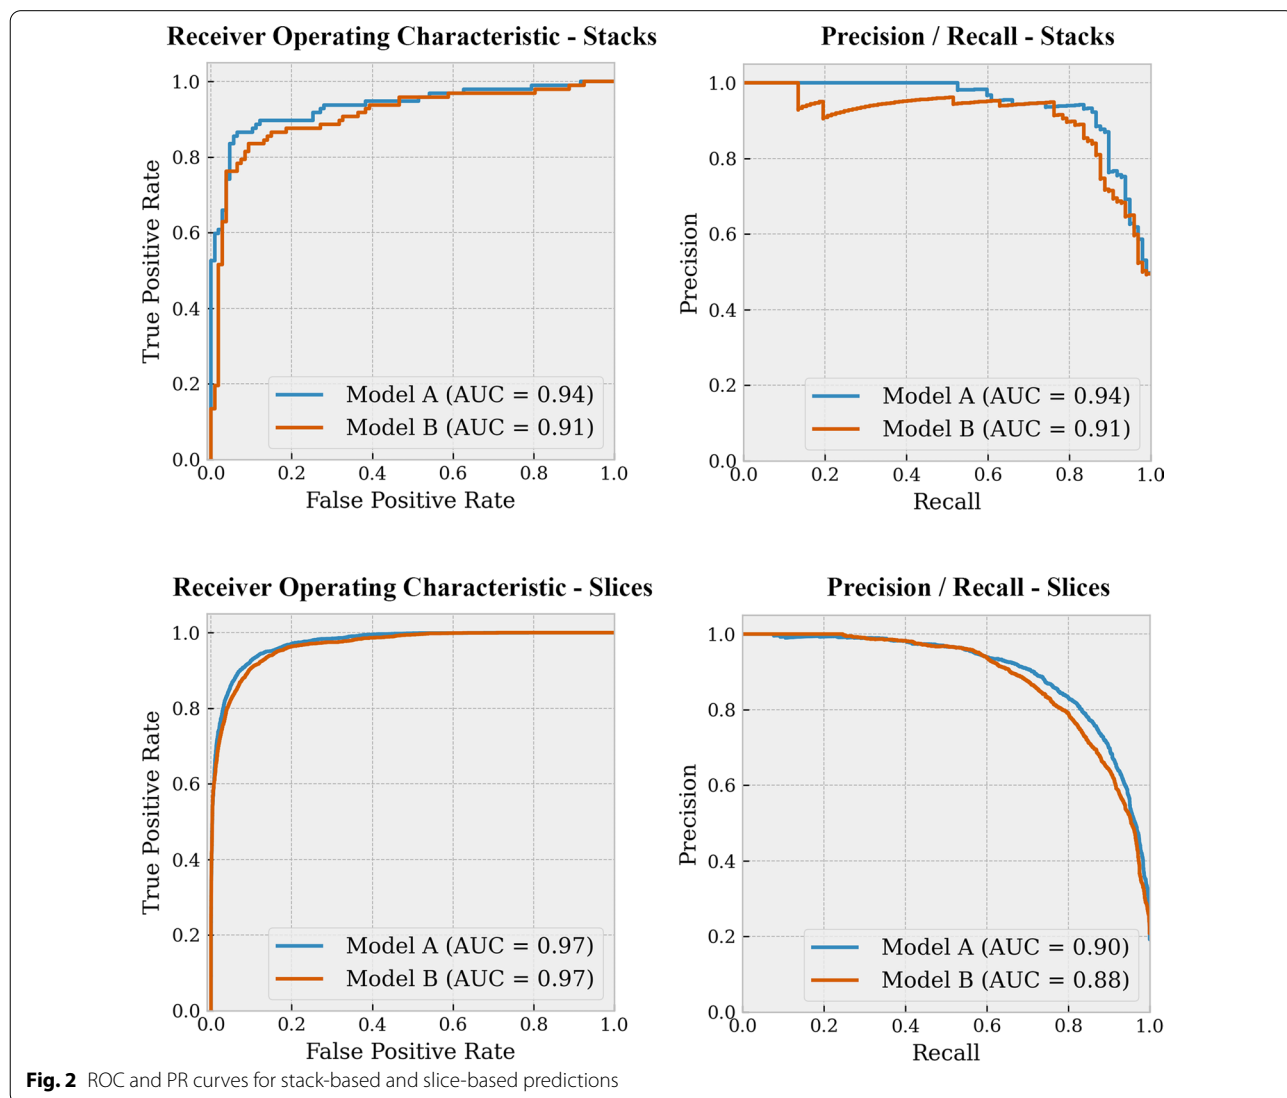 Receiver Operating Characteristic - Stacks
1.0
0.8
0.6
0.4
0.2
0.0
True Positive Rate
Model A (AUC = 0.94)
Model B (AUC = 0.91)
0.0 0.2 0.4 0.6 0.8 1.0
False Positive Rate
Precision / Recall - Stacks
1.0
0.8
0.6
0.4
0.2
0.0
Precision
Model A (AUC = 0.94)
Model B (AUC = 0.91)
0.0 0.2 0.4 0.6 0.8 1.0
Recall
Receiver Operating Characteristic - Slices
1.0
0.8
0.6
0.4
0.2
0.0
True Positive Rate
Model A (AUC = 0.97)
Model B (AUC = 0.97)
0.0 0.2 0.4 0.6 0.8 1.0
False Positive Rate
Precision / Recall - Slices
1.0
0.8
0.6
0.4
0.2
0.0
Precision
Model A (AUC = 0.90)
Model B (AUC = 0.88)
0.0 0.2 0.4 0.6 0.8 1.0
Recall
Fig. 2 ROC and PR curves for stack-based and slice-based predictions